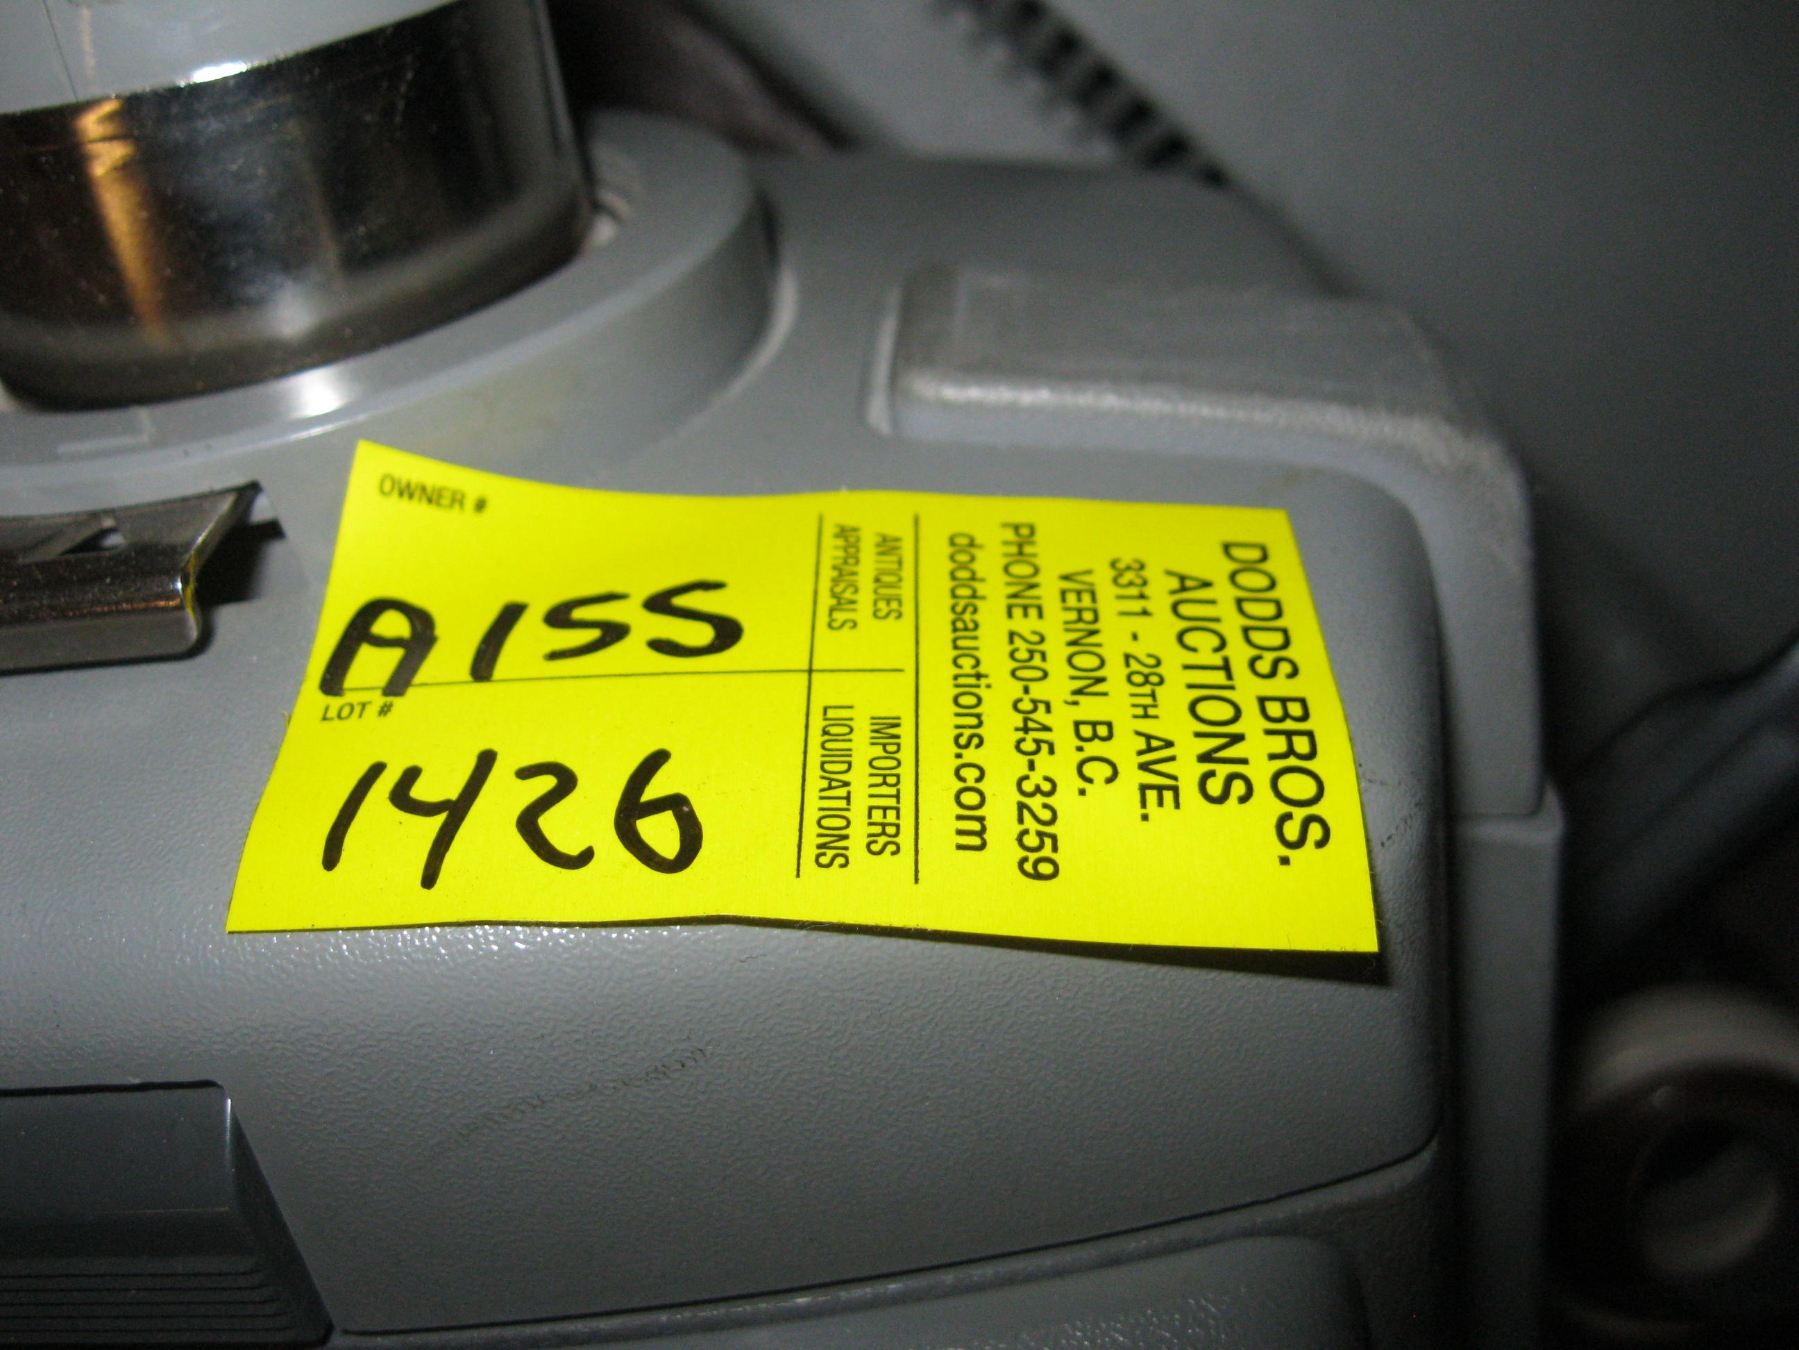 OWNER #
A155
LOT #
1426
ANTIQUES
APPRAISALS
IMPORTERS
LIQUIDATIONS
DODDS BROS.
AUCTIONS
3311 - 28TH AVE.
VERNON, B.C.
PHONE 250-545-3259
doddsauctions.com